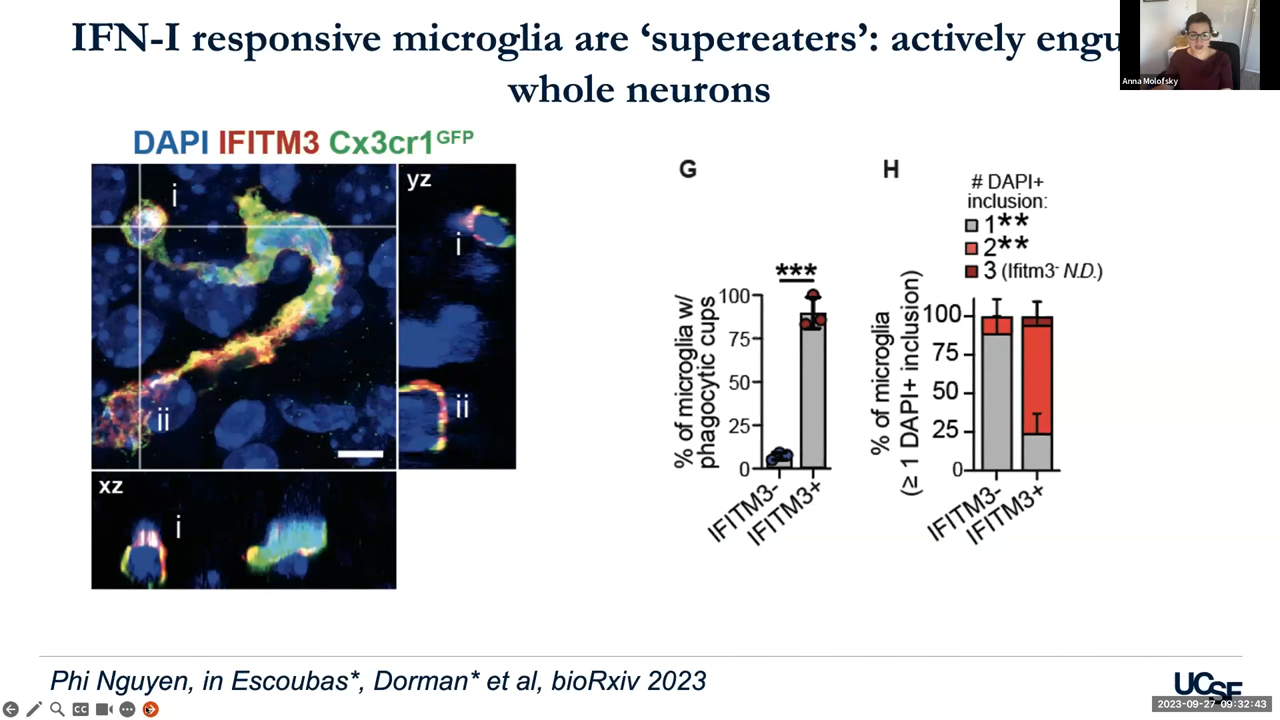 IFN-I responsive microglia are ‘supereaters’: actively engu
whole neurons
Anna Molofsky
DAPI IFITM3 Cx3cr1GFP
i
ii
yz
i
ii
xz
i
G
% of microglia w/
phagocytic cups
100
75
50
25
0
***
IFITM3-
IFITM3+
H
# DAPI+
inclusion:
1**
2**
3 (Ifitm3- N.D.)
% of microglia
(≥ 1 DAPI+ inclusion)
100
75
50
25
0
IFITM3-
IFITM3+
Phi Nguyen, in Escoubas*, Dorman* et al, bioRxiv 2023
UCSF
CC
2023-09-27 09:32:43